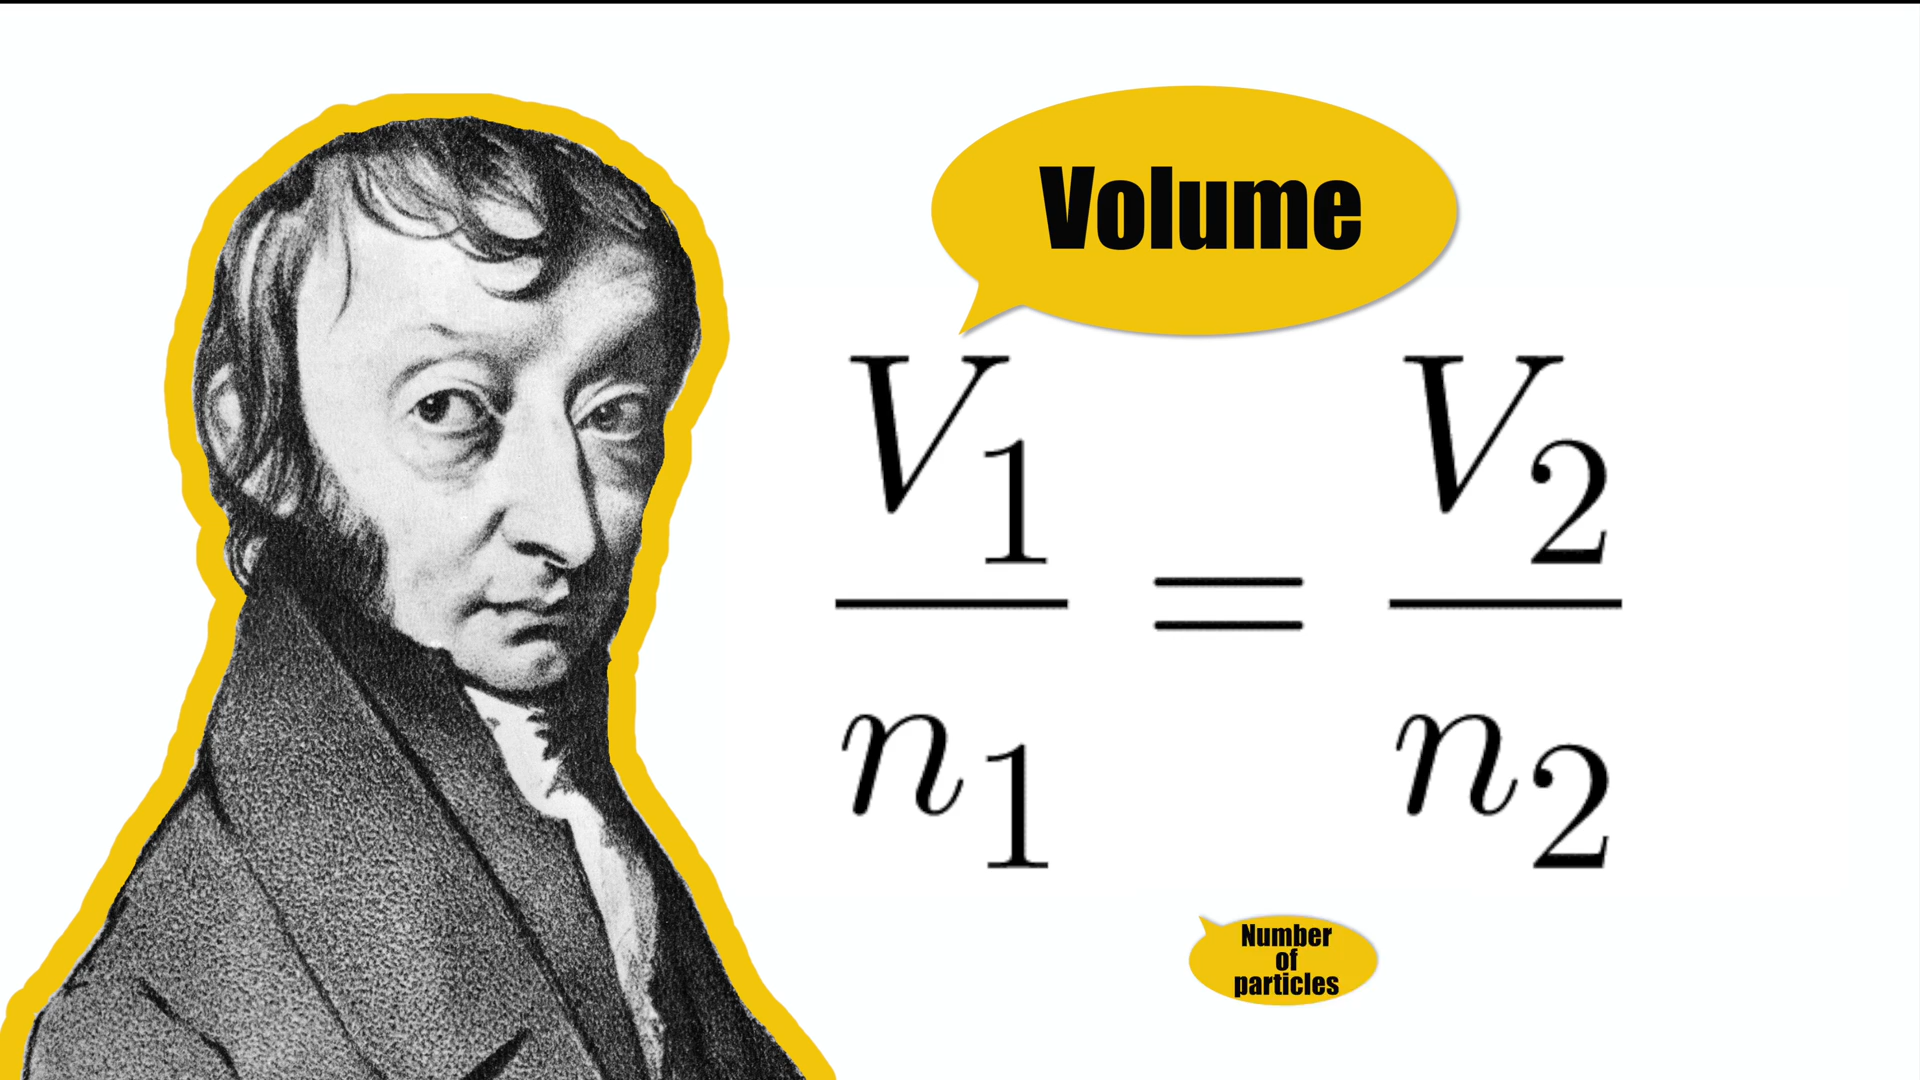 Volume
V₁/n₁ = V₂/n₂
Number
of
particles